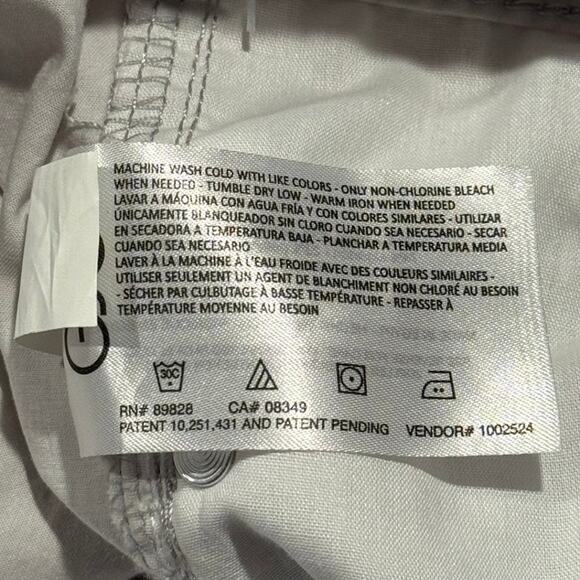 MACHINE WASH COLD WITH LIKE COLORS - ONLY NON-CHLORINE BLEACH
WHEN NEEDED - TUMBLE DRY LOW - WARM IRON WHEN NEEDED
LAVAR A MÁQUINA CON AGUA FRÍA Y CON COLORES SIMILARES - UTILIZAR
ÚNICAMENTE BLANQUEADOR SIN CLORO CUANDO SEA NECESARIO - SECAR
EN SECADORA A TEMPERATURA BAJA - PLANCHAR A TEMPERATURA MEDIA
CUANDO SEA NECESARIO
LAVER À LA MACHINE À L'EAU FROIDE AVEC DES COULEURS SIMILAIRES -
UTILISER SEULEMENT UN AGENT DE BLANCHIMENT NON CHLORÉ AU BESOIN
- SÉCHER PAR CULBUTAGE À BASSE TEMPÉRATURE - REPASSER À
TEMPÉRATURE MOYENNE AU BESOIN
30C
RN# 89828 CA# 08349
PATENT 10,251,431 AND PATENT PENDING VENDOR# 1002524